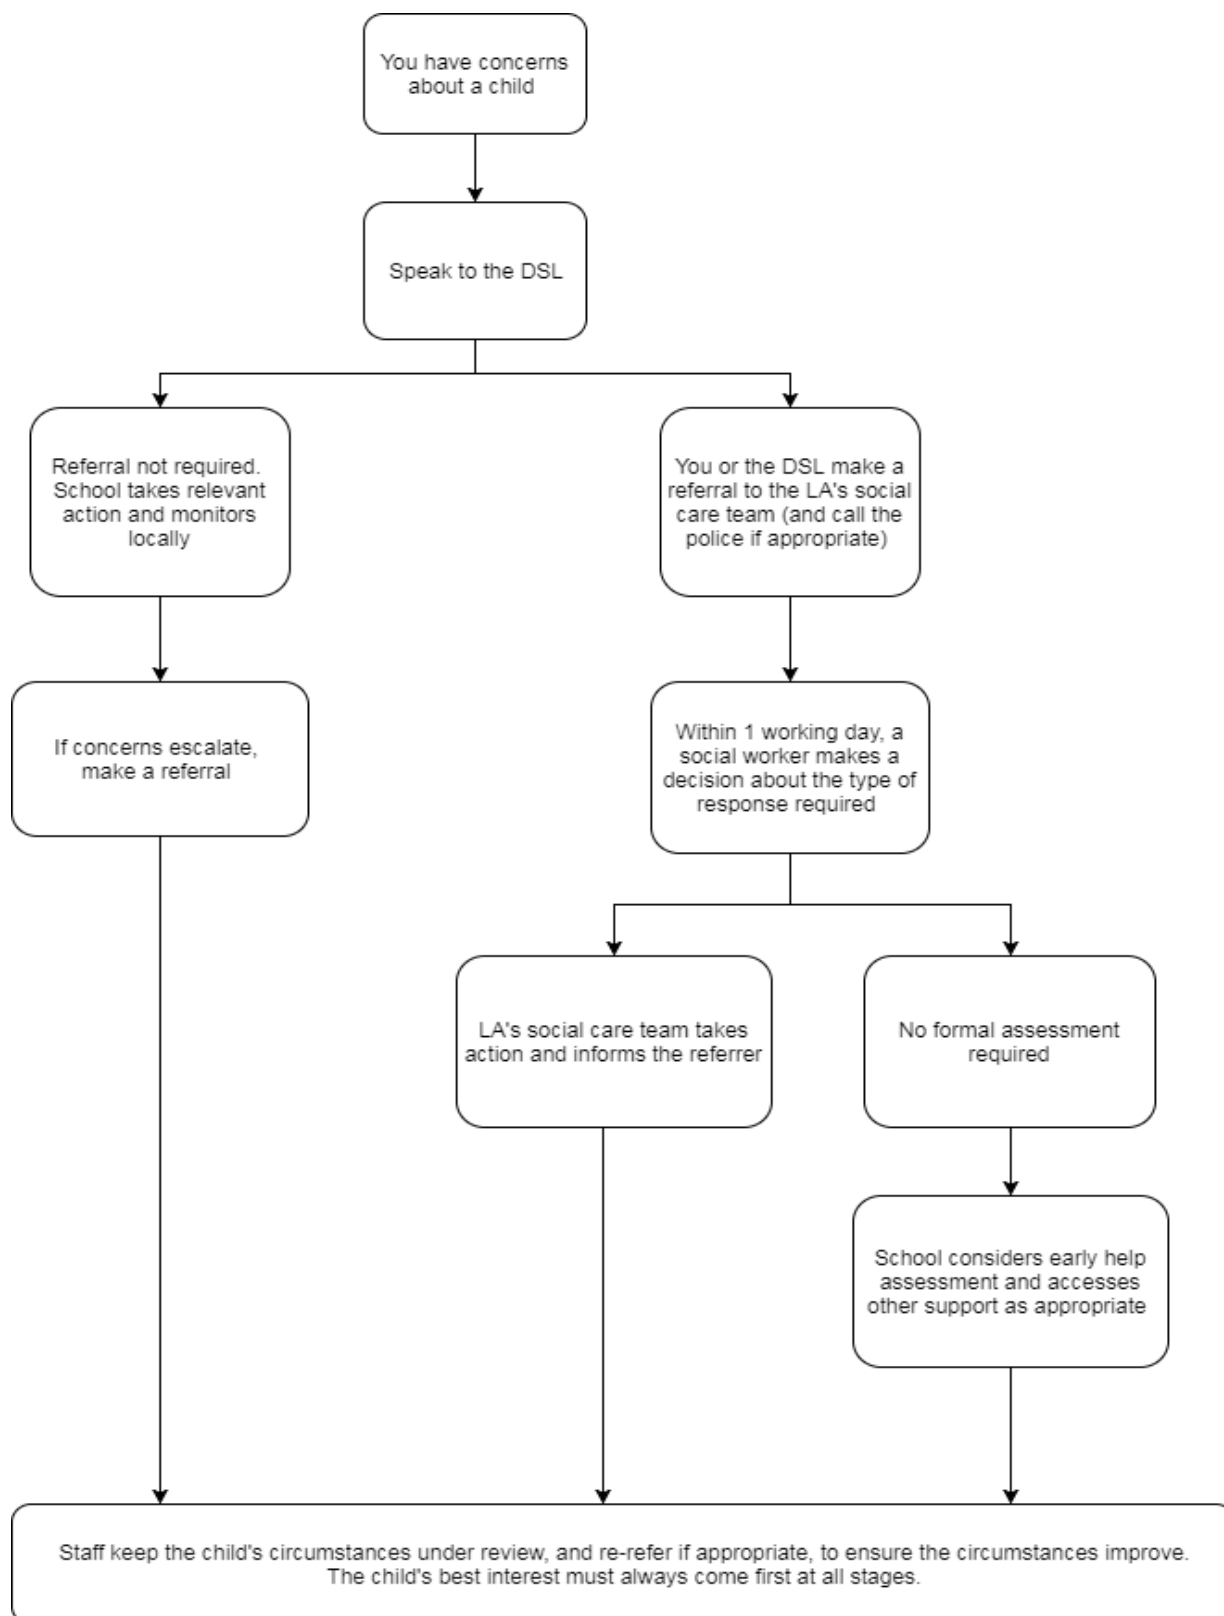 You have concerns
about a child
Speak to the DSL
Referral not required.
School takes relevant
action and monitors
locally
You or the DSL make a
referral to the LA's social
care team (and call the
police if appropriate)
If concerns escalate,
make a referral
Within 1 working day, a
social worker makes a
decision about the type of
response required
LA's social care team takes
action and informs the referrer
No formal assessment
required
School considers early help
assessment and accesses
other support as appropriate
Staff keep the child's circumstances under review, and re-refer if appropriate, to ensure the circumstances improve.
The child's best interest must always come first at all stages.